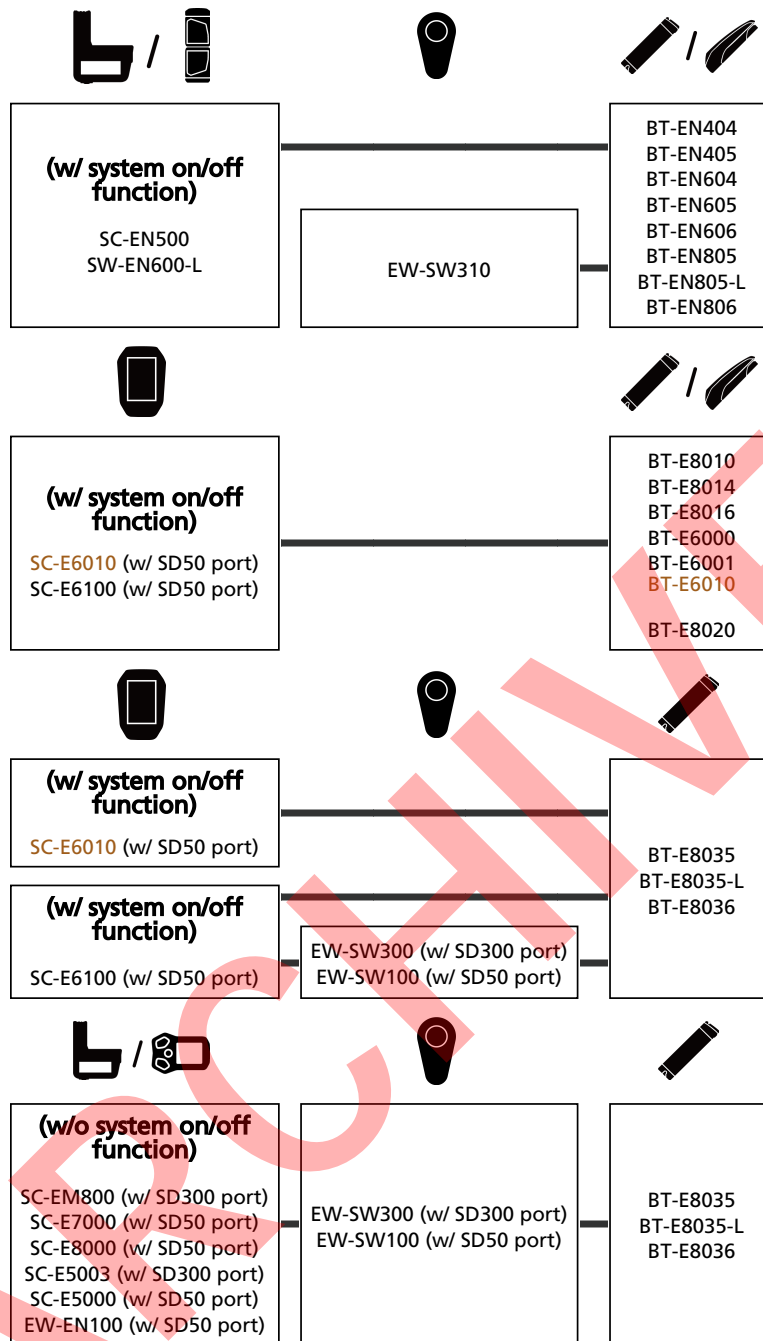 (w/ system on/off
function)
SC-EN500
SW-EN600-L
EW-SW310
BT-EN404
BT-EN405
BT-EN604
BT-EN605
BT-EN606
BT-EN805
BT-EN805-L
BT-EN806
(w/ system on/off
function)
SC-E6010 (w/ SD50 port)
SC-E6100 (w/ SD50 port)
BT-E8010
BT-E8014
BT-E8016
BT-E6000
BT-E6001
BT-E6010
BT-E8020
(w/ system on/off
function)
SC-E6010 (w/ SD50 port)
(w/ system on/off
function)
SC-E6100 (w/ SD50 port)
EW-SW300 (w/ SD300 port)
EW-SW100 (w/ SD50 port)
BT-E8035
BT-E8035-L
BT-E8036
(w/o system on/off
function)
SC-EM800 (w/ SD300 port)
SC-E7000 (w/ SD50 port)
SC-E8000 (w/ SD50 port)
SC-E5003 (w/ SD300 port)
SC-E5000 (w/ SD50 port)
EW-EN100 (w/ SD50 port)
EW-SW300 (w/ SD300 port)
EW-SW100 (w/ SD50 port)
BT-E8035
BT-E8035-L
BT-E8036
ARCHIVE